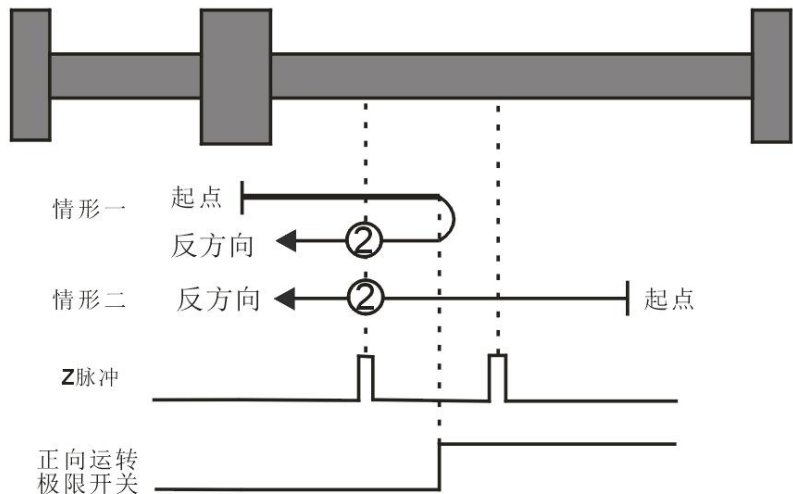 情形一 起点
反方向 ②
情形二 反方向 ② 起点
Z脉冲
正向运转
极限开关